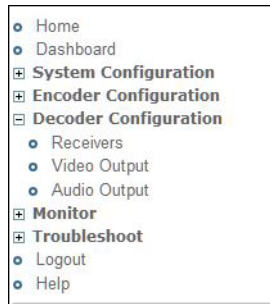 Home
Dashboard
System Configuration
Encoder Configuration
Decoder Configuration
Receivers
Video Output
Audio Output
Monitor
Troubleshoot
Logout
Help